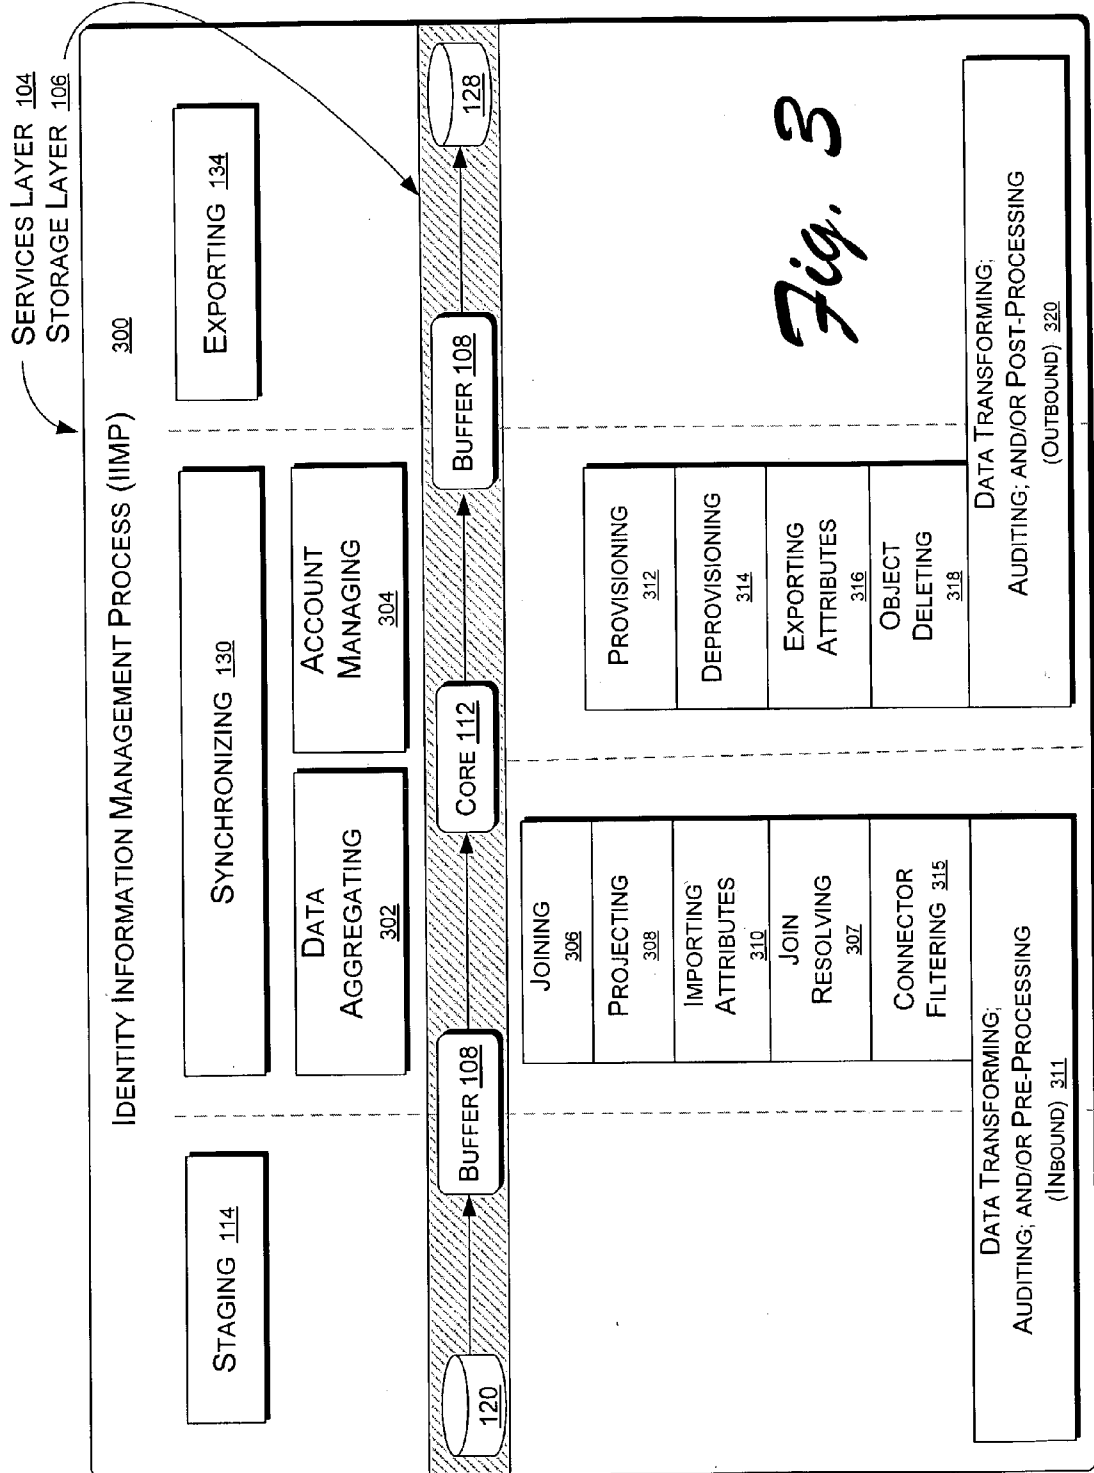 SERVICES LAYER 104
STORAGE LAYER 106
IDENTITY INFORMATION MANAGEMENT PROCESS (IIMP) 300
STAGING 114
SYNCHRONIZING 130
EXPORTING 134
DATA
AGGREGATING
302
ACCOUNT
MANAGING
304
120
BUFFER 108
CORE 112
BUFFER 108
128
JOINING
306
PROJECTING
308
IMPORTING
ATTRIBUTES
310
JOIN
RESOLVING
307
CONNECTOR
FILTERING 315
DATA TRANSFORMING;
AUDITING; AND/OR PRE-PROCESSING
(INBOUND) 311
PROVISIONING
312
DEPROVISIONING
314
EXPORTING
ATTRIBUTES
316
OBJECT
DELETING
318
DATA TRANSFORMING;
AUDITING; AND/OR POST-PROCESSING
(OUTBOUND) 320
Fig. 3